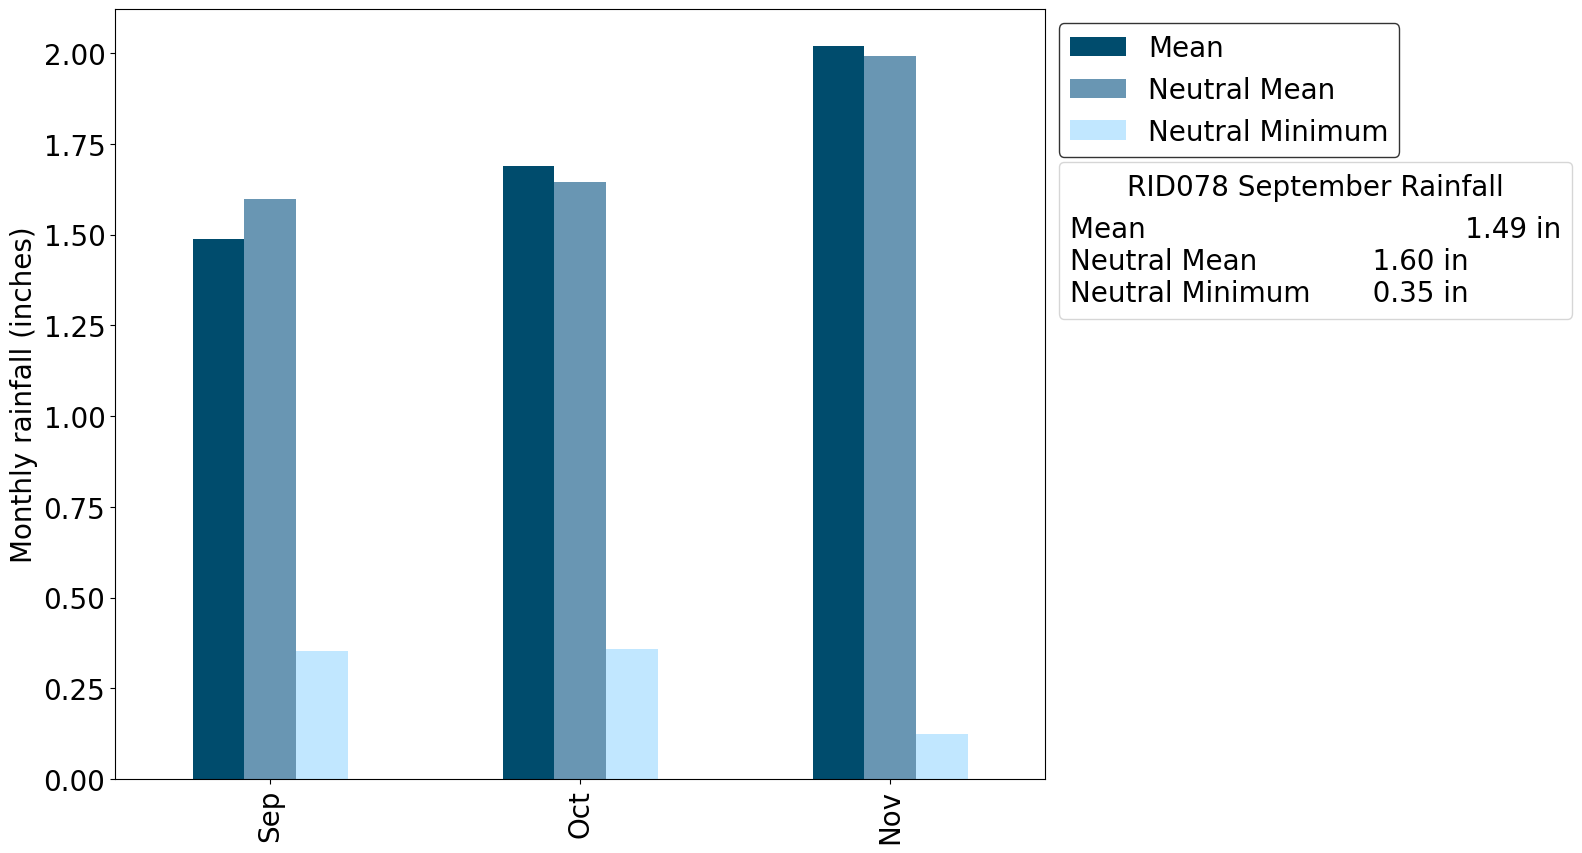 2.00
1.75
1.50
1.25
1.00
0.75
0.50
0.25
0.00
Monthly rainfall (inches)
Sep
Oct
Nov
Mean
Neutral Mean
Neutral Minimum
RID078 September Rainfall
Mean 1.49 in
Neutral Mean 1.60 in
Neutral Minimum 0.35 in